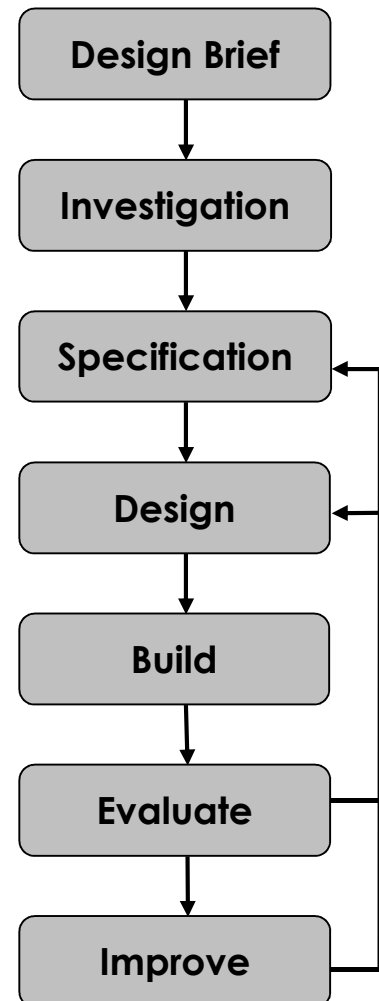 Design Brief
Investigation
Specification
Design
Build
Evaluate
Improve